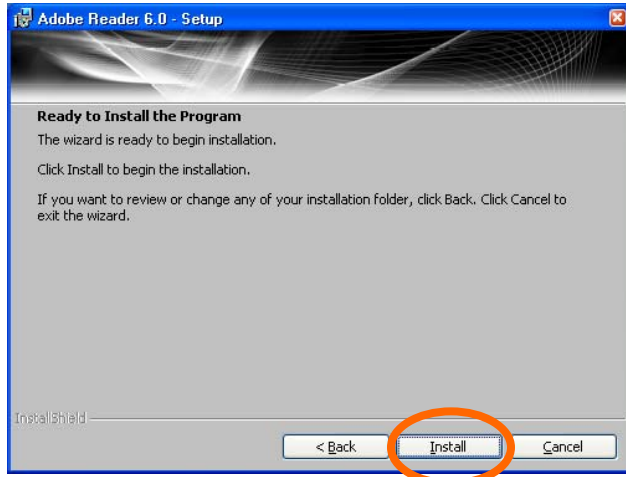 Adobe Reader 6.0 - Setup
Ready to Install the Program
The wizard is ready to begin installation.
Click Install to begin the installation.
If you want to review or change any of your installation folder, click Back. Click Cancel to
exit the wizard.
InstallShield
< Back Install Cancel